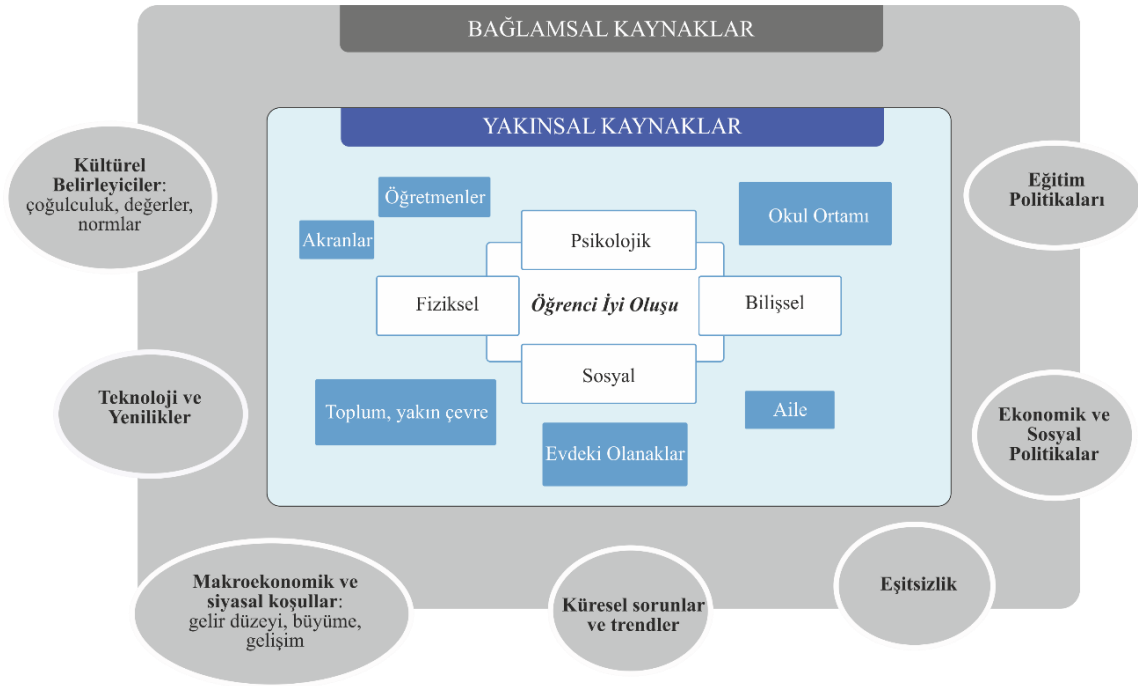 BAĞLAMSAL KAYNAKLAR
YAKINSAL KAYNAKLAR
Kültürel
Belirleyiciler:
çoğulculuk, değerler,
normlar
Öğretmenler
Akranlar
Psikolojik
Okul Ortamı
Eğitim
Politikaları
Fiziksel
Öğrenci İyi Oluşu
Bilişsel
Sosyal
Teknoloji ve
Yenilikler
Toplum, yakın çevre
Evdeki Olanaklar
Aile
Ekonomik ve
Sosyal
Politikalar
Makroekonomik ve
siyasal koşullar:
gelir düzeyi, büyüme,
gelişim
Küresel sorunlar
ve trendler
Eşitsizlik